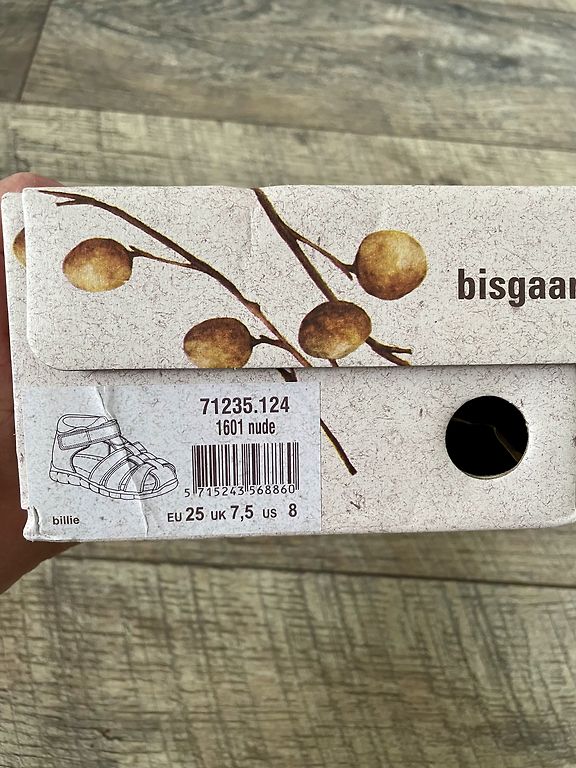 bisgaar
71235.124
1601 nude
5 715243 568860
billie
EU 25 UK 7,5 US 8